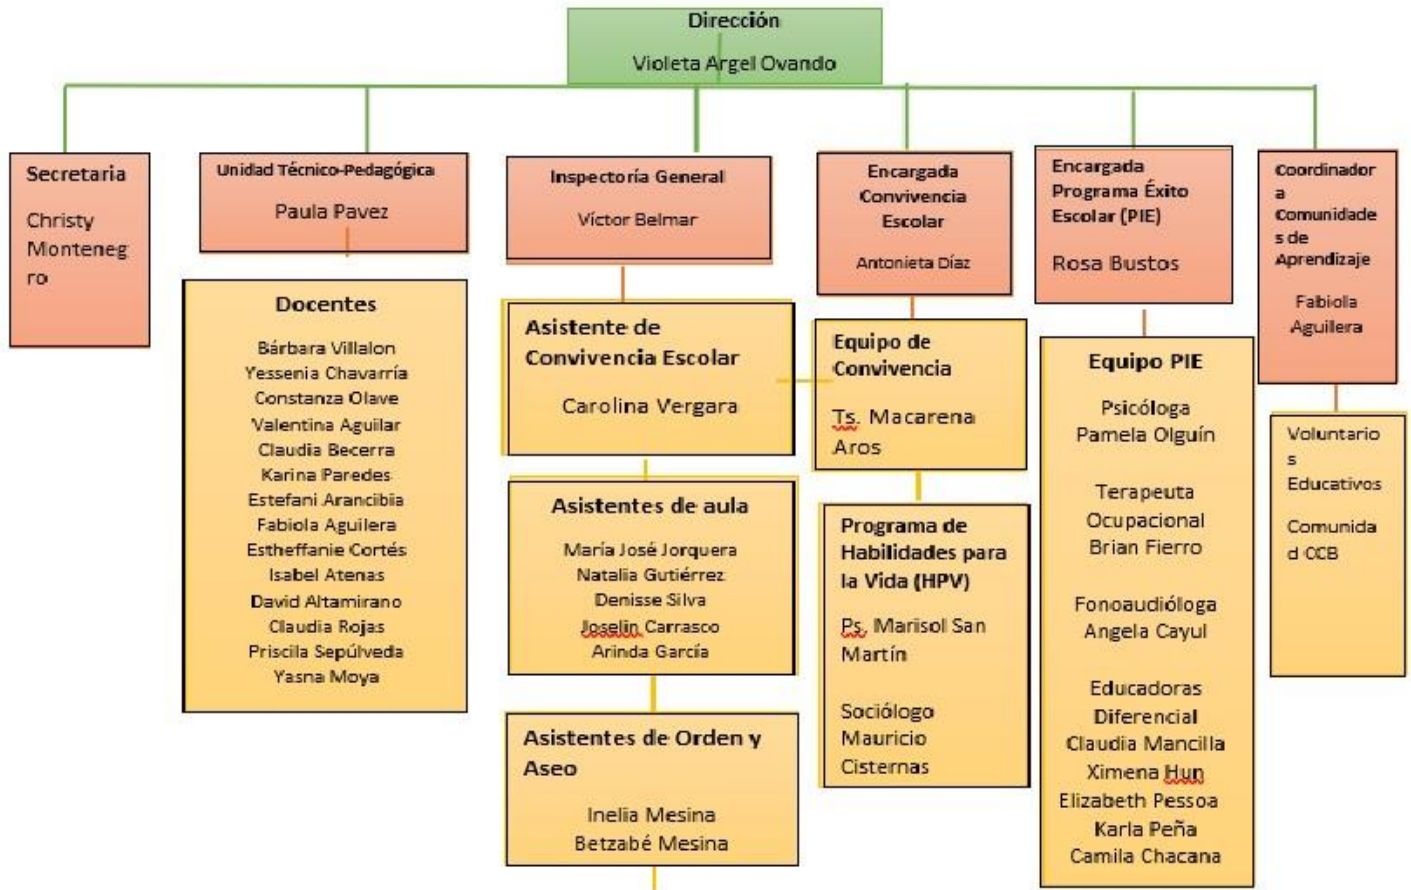 Dirección
Violeta Argel Ovando
Secretaria
Christy
Monteneg
ro
Unidad Técnico-Pedagógica
Paula Pavez
Docentes
Bárbara Villalon
Yessenia Chavarría
Constanza Olave
Valentina Aguilar
Claudia Becerra
Karina Paredes
Estefani Arancibia
Fabiola Aguilera
Estheffanie Cortés
Isabel Atenas
David Altamirano
Claudia Rojas
Priscila Sepúlveda
Yasna Moya
Inspectoría General
Víctor Belmar
Asistente de
Convivencia Escolar
Carolina Vergara
Asistentes de aula
María José Jorquera
Natalia Gutiérrez
Denisse Silva
Joselin Carrasco
Arinda García
Asistentes de Orden y
Aseo
Inelia Mesina
Betzabé Mesina
Encargada
Convivencia
Escolar
Antonieta Díaz
Equipo de
Convivencia
Ts. Macarena
Aros
Programa de
Habilidades para
la Vida (HPV)
Ps. Marisol San
Martín
Sociólogo
Mauricio
Cisternas
Encargada
Programa Éxito
Escolar (PIE)
Rosa Bustos
Equipo PIE
Psicóloga
Pamela Olguín
Terapeuta
Ocupacional
Brian Fierro
Fonoaudióloga
Angela Cayul
Educadoras
Diferencial
Claudia Mancilla
Ximena Hun
Elizabeth Pessoa
Karla Peña
Camila Chacana
Coordinador
a
Comunidade
s de
Aprendizaje
Fabiola
Aguilera
Voluntario
s
Educativos
Comunida
d CCB